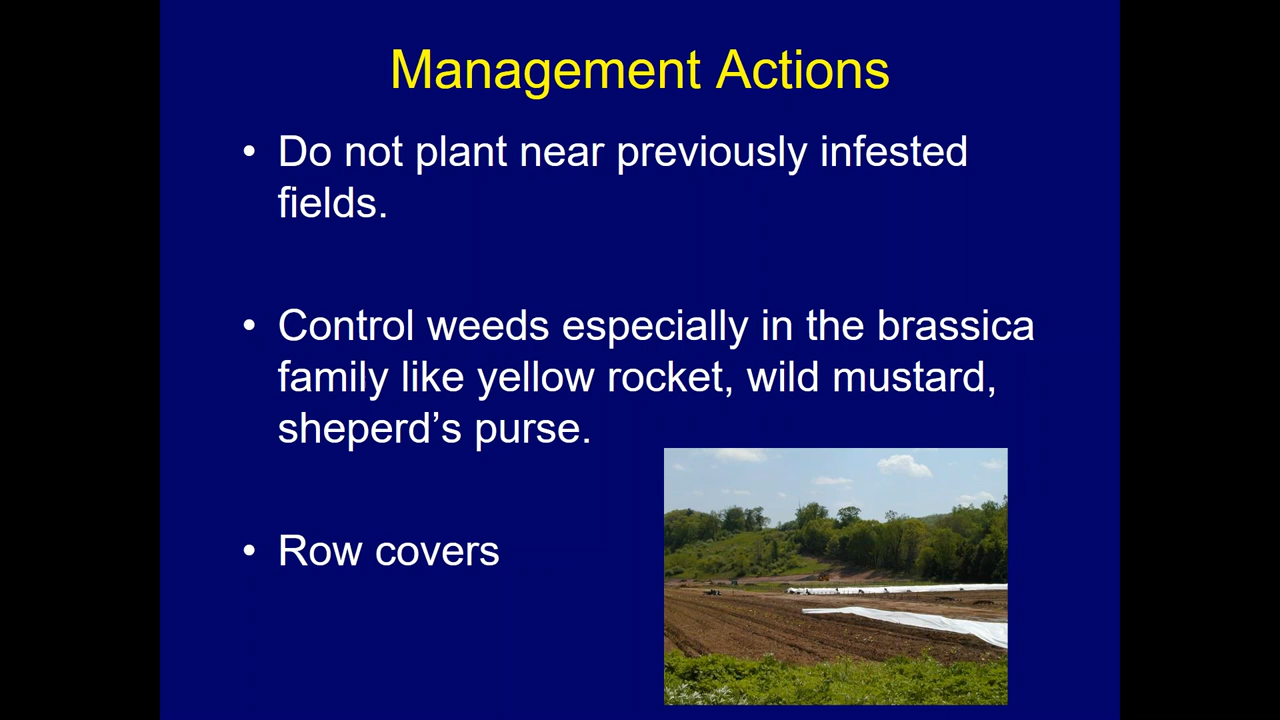 Management Actions
• Do not plant near previously infested
fields.
• Control weeds especially in the brassica
family like yellow rocket, wild mustard,
sheperd’s purse.
• Row covers